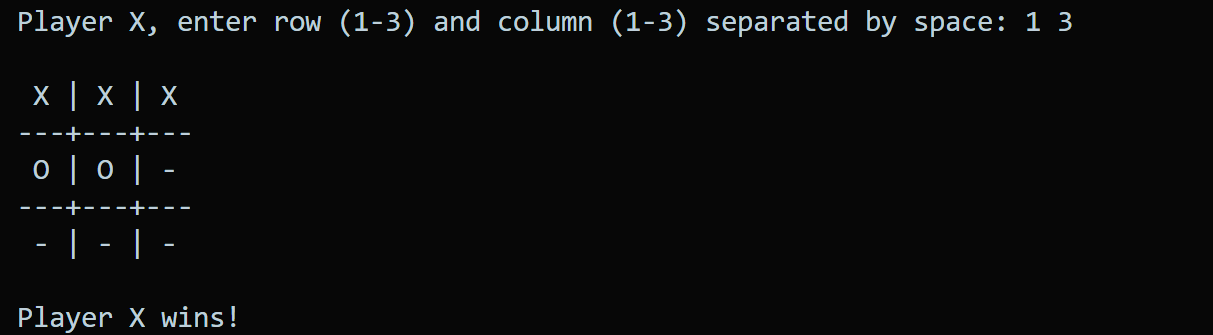 Player X, enter row (1-3) and column (1-3) separated by space: 1 3
X | X | X
---+---+---
O | O | -
---+---+---
- | - | -
Player X wins!